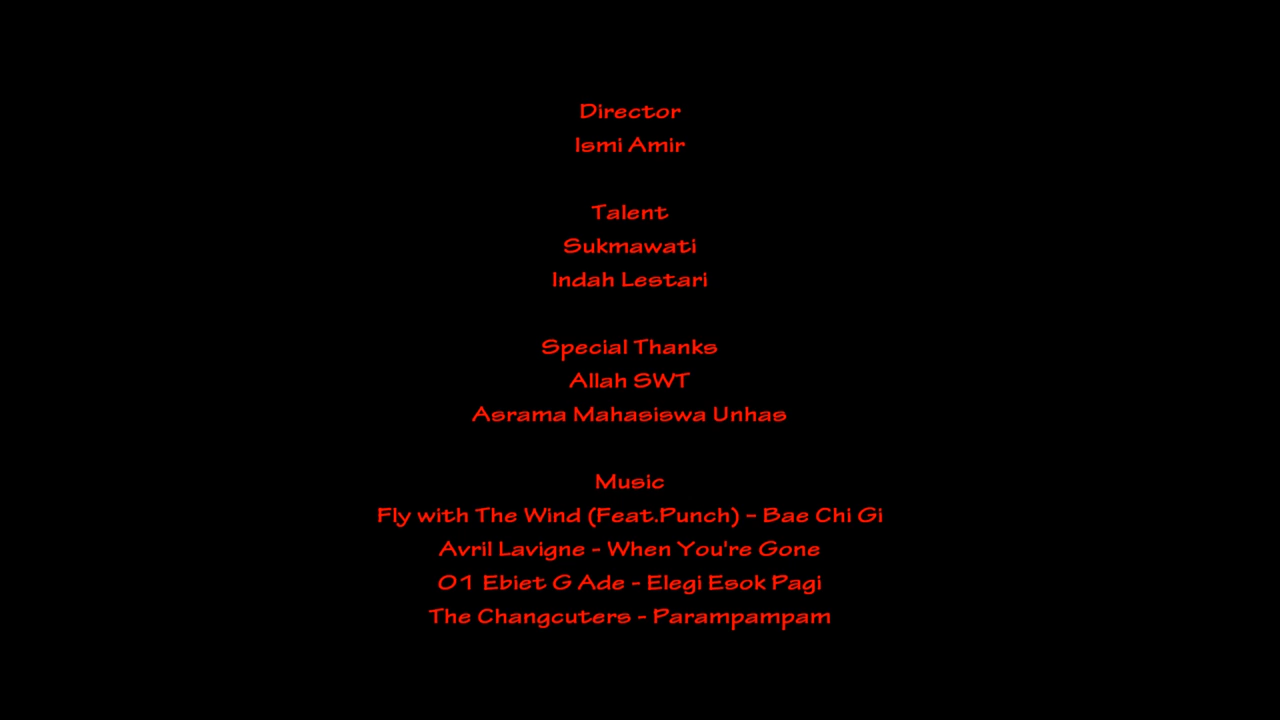 Director
Ismi Amir
Talent
Sukmawati
Indah Lestari
Special Thanks
Allah SWT
Asrama Mahasiswa Unhas
Music
Fly with The Wind (Feat.Punch) - Bae Chi Gi
Avril Lavigne - When You're Gone
01 Ebiet G Ade - Elegi Esok Pagi
The Changcuters - Parampampam